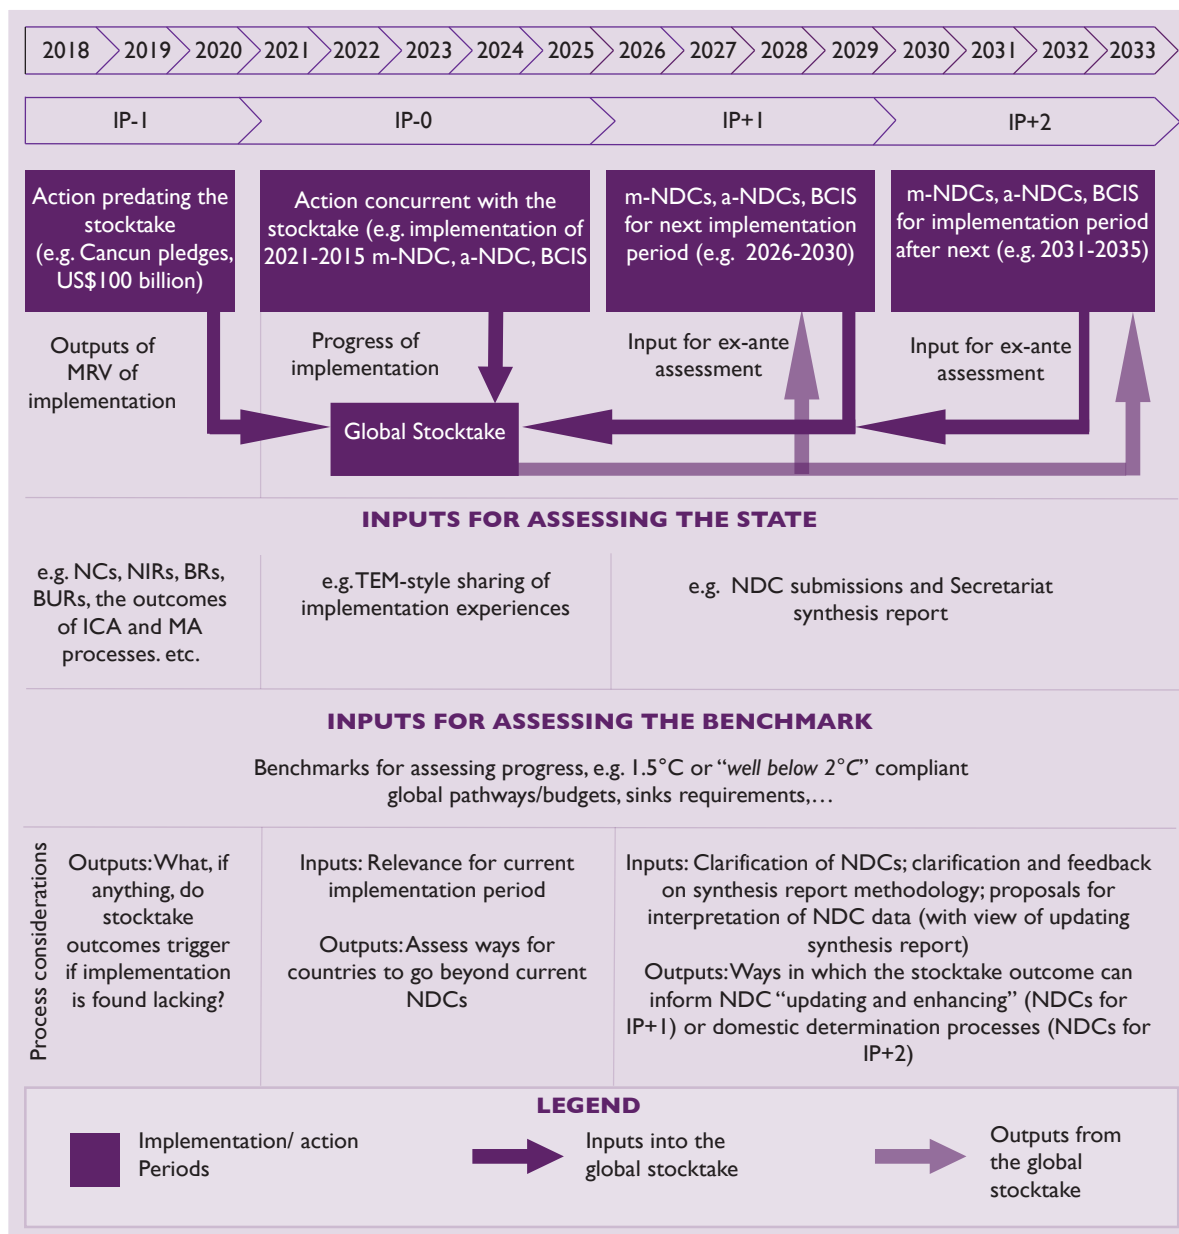 2018 2019 2020 2021 2022 2023 2024 2025 2026 2027 2028 2029 2030 2031 2032 2033
IP-1 IP-0 IP+1 IP+2
Action predating the
stocktake
(e.g. Cancun pledges,
US$100 billion)
Action concurrent with the
stocktake (e.g. implementation of
2021-2015 m-NDC, a-NDC, BCIS
m-NDCs, a-NDCs, BCIS
for next implementation
period (e.g. 2026-2030)
m-NDCs, a-NDCs, BCIS
for implementation period
after next (e.g. 2031-2035)
Outputs of
MRV of
implementation
Progress of
implementation
Input for ex-ante
assessment
Input for ex-ante
assessment
Global Stocktake
INPUTS FOR ASSESSING THE STATE
e.g. NCs, NIRs, BRs,
BURs, the outcomes
of ICA and MA
processes. etc.
e.g. TEM-style sharing of
implementation experiences
e.g. NDC submissions and Secretariat
synthesis report
INPUTS FOR ASSESSING THE BENCHMARK
Benchmarks for assessing progress, e.g. 1.5°C or “well below 2°C” compliant
global pathways/budgets, sinks requirements,…
Process considerations
Outputs: What, if
anything, do
stocktake
outcomes trigger
if implementation
is found lacking?
Inputs: Relevance for current
implementation period
Outputs: Assess ways for
countries to go beyond current
NDCs
Inputs: Clarification of NDCs; clarification and feedback
on synthesis report methodology; proposals for
interpretation of NDC data (with view of updating
synthesis report)
Outputs: Ways in which the stocktake outcome can
inform NDC “updating and enhancing” (NDCs for
IP+1) or domestic determination processes (NDCs for
IP+2)
LEGEND
Implementation/ action
Periods
Inputs into the
global stocktake
Outputs from
the global
stocktake